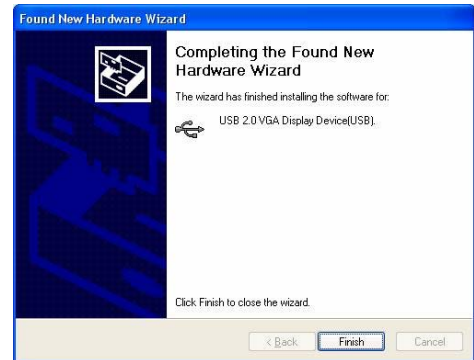 Found New Hardware Wizard
Completing the Found New
Hardware Wizard
The wizard has finished installing the software for:
USB 2.0 VGA Display Device(USB).
Click Finish to close the wizard.
< Back
Finish
Cancel